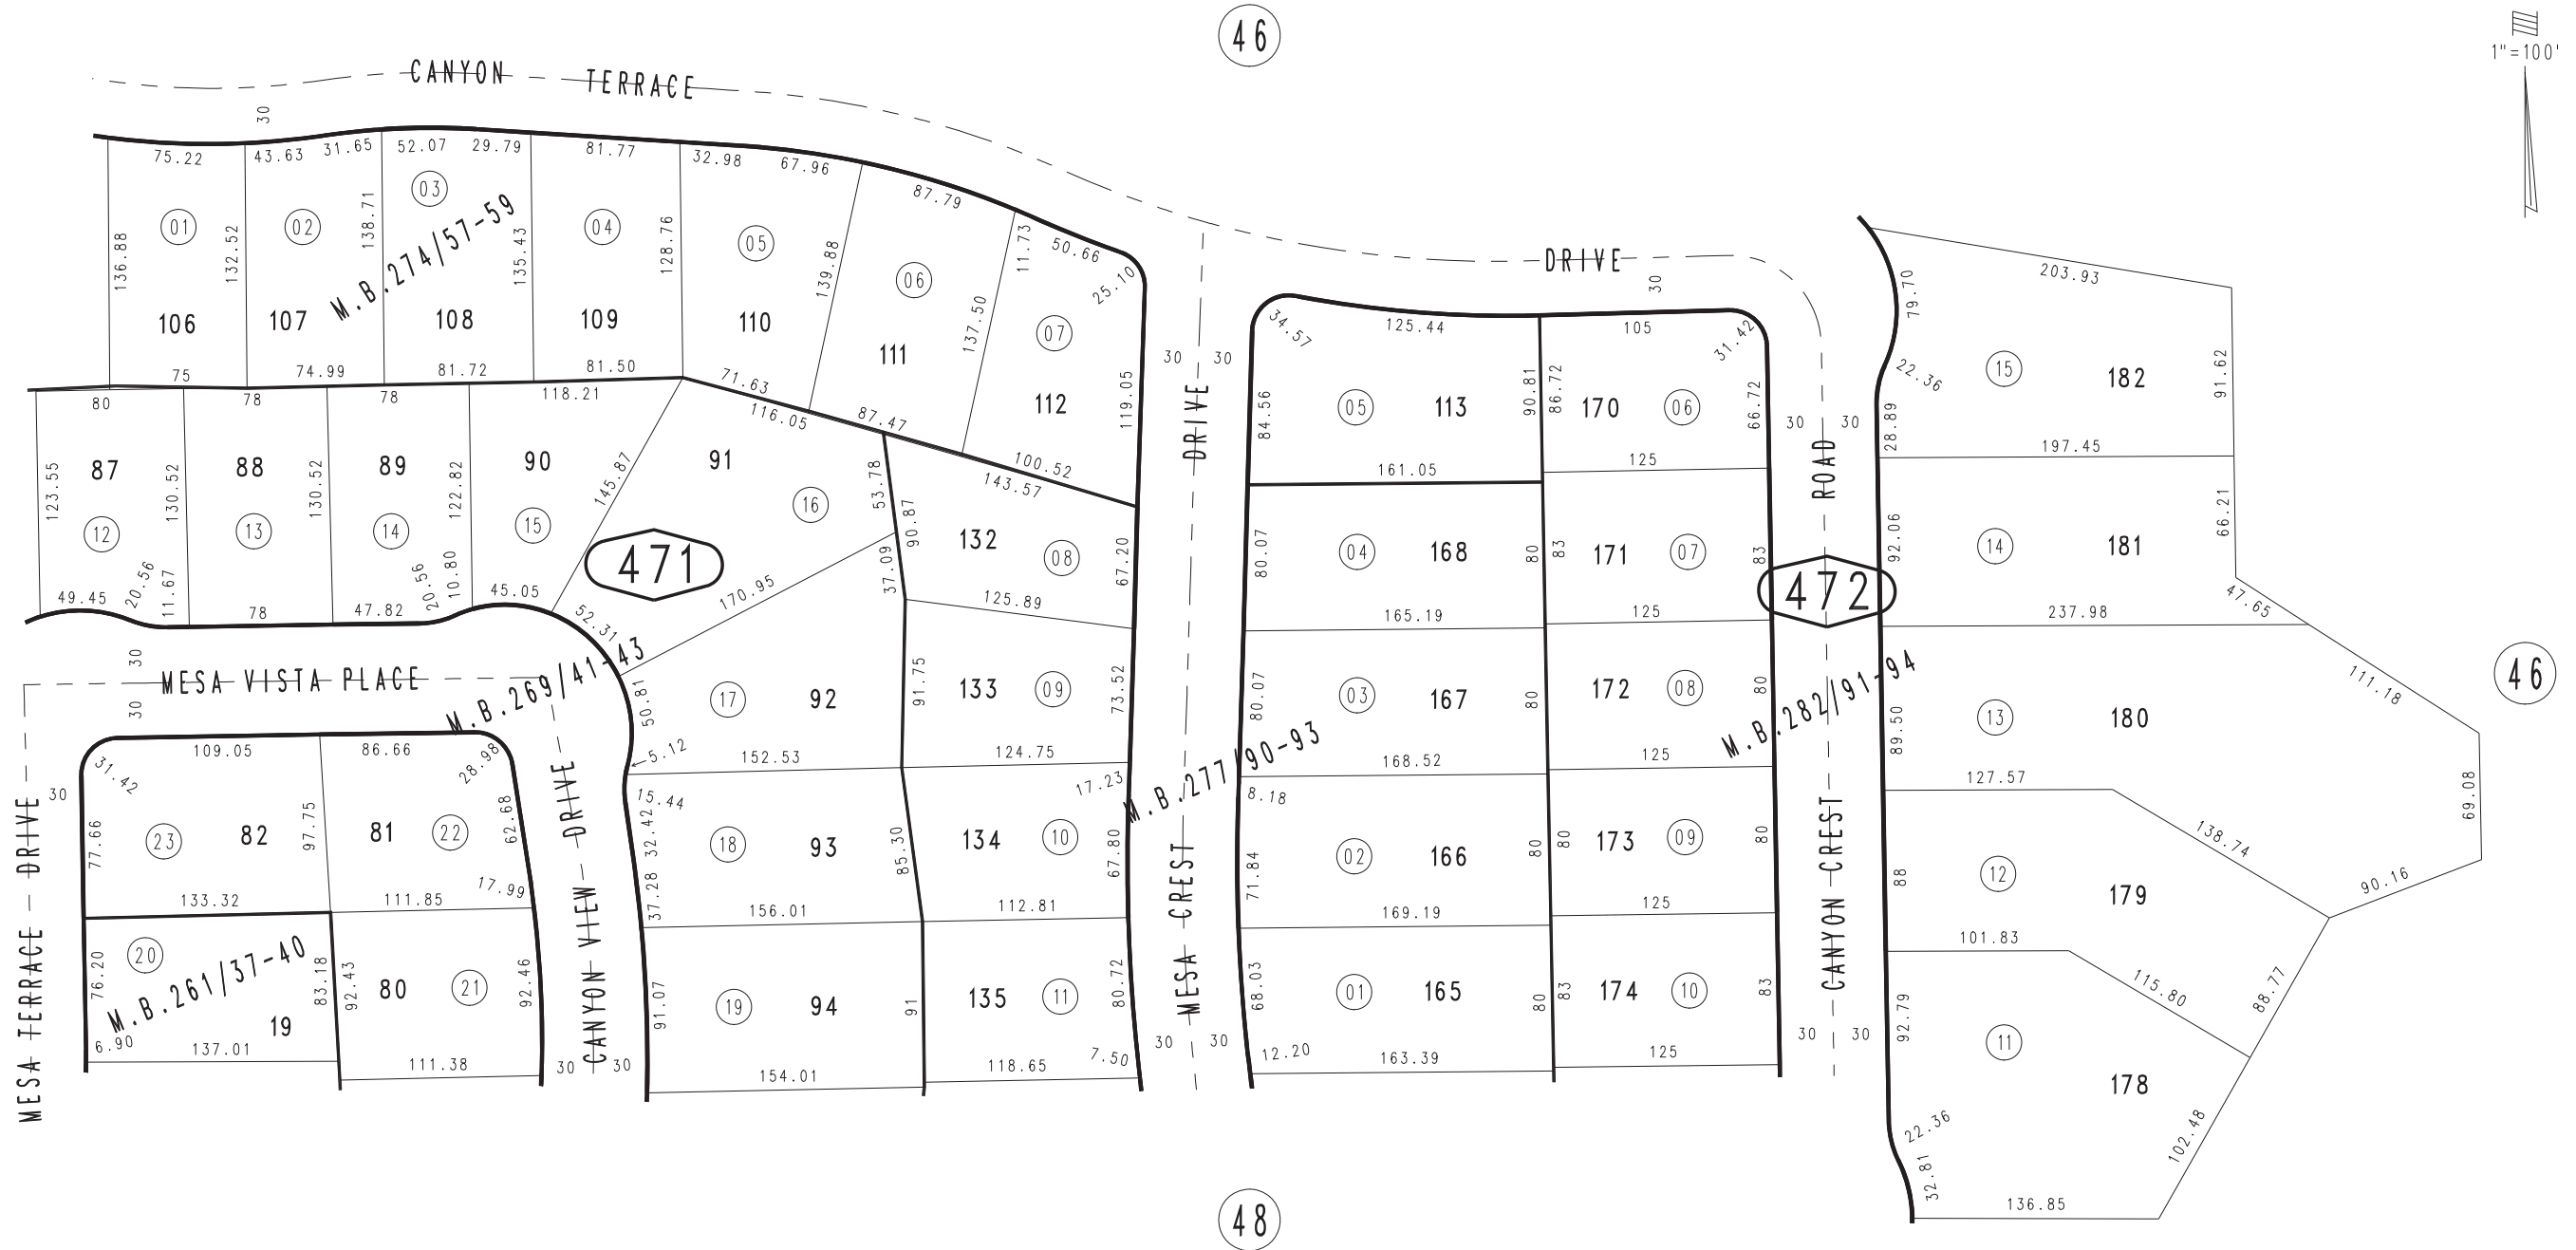 46
1"=100'
CANYON TERRACE DRIVE
30
75.22 43.63 31.65 52.07 29.79 81.77 32.98 67.96 87.79 11.73 50.66 25.10
136.88 01 106 75
132.52 02 107 74.99
138.71 03 108 81.72
M.B.274/57-59
135.43 04 109 81.50
128.76 05 110 71.63
139.88 06 111 87.47
137.50 07 112 100.52
119.05
80 78 78 118.21 116.05 143.57
123.55 87 12 49.45 20.56 11.67
130.52 88 13 78
130.52 89 14 47.82 20.56 10.80
122.82 90 15 45.05
145.87 91 16 53.78 37.09 52.31
471
170.95
90.87 132 08 67.20
125.89
MESA VISTA PLACE
30
30
M.B.269/41-43
50.81 17 92 5.12 152.53
91.75 133 09 73.52
124.75
15.44 32.42 37.28 18 93 156.01
85.30 134 10 17.23 67.80
112.81
91.07 19 94 154.01
91 135 11 80.72
118.65 7.50
MESA TERRACE DRIVE
30
109.05 86.66
31.42 77.66 23 82 97.75 133.32
81 22 28.98 62.68 17.99 111.85
76.20 20 83.18
M.B.261/37-40
19
6.90 137.01
92.43 80 21 92.46
111.38
CANYON VIEW DRIVE
30 30
MESA CREST DRIVE
30 30
30 30
M.B.277/90-93
34.57 125.44
84.56 05 113 90.81
161.05
80.07 04 168 80
165.19
80.07 03 167 80
168.52
8.18 71.84 02 166 80
169.19
68.03 01 165 80
12.20 163.39
30
105 31.42
86.72 170 06 66.72
125
83 171 07 83
125
80 172 08 80
125
80 173 09 80
125
83 174 10 83
125
CANYON CREST ROAD
30 30
30 30
472
M.B.282/91-94
203.93
79.70 22.36 28.89 15 182 91.62
197.45
92.06 14 181 66.21
47.65
237.98
89.50 13 180 111.18
69.08
90.16
127.57 138.74
88 12 179
101.83 115.80 88.77
92.79 11 178
22.36 32.81 102.48
136.85
46
48